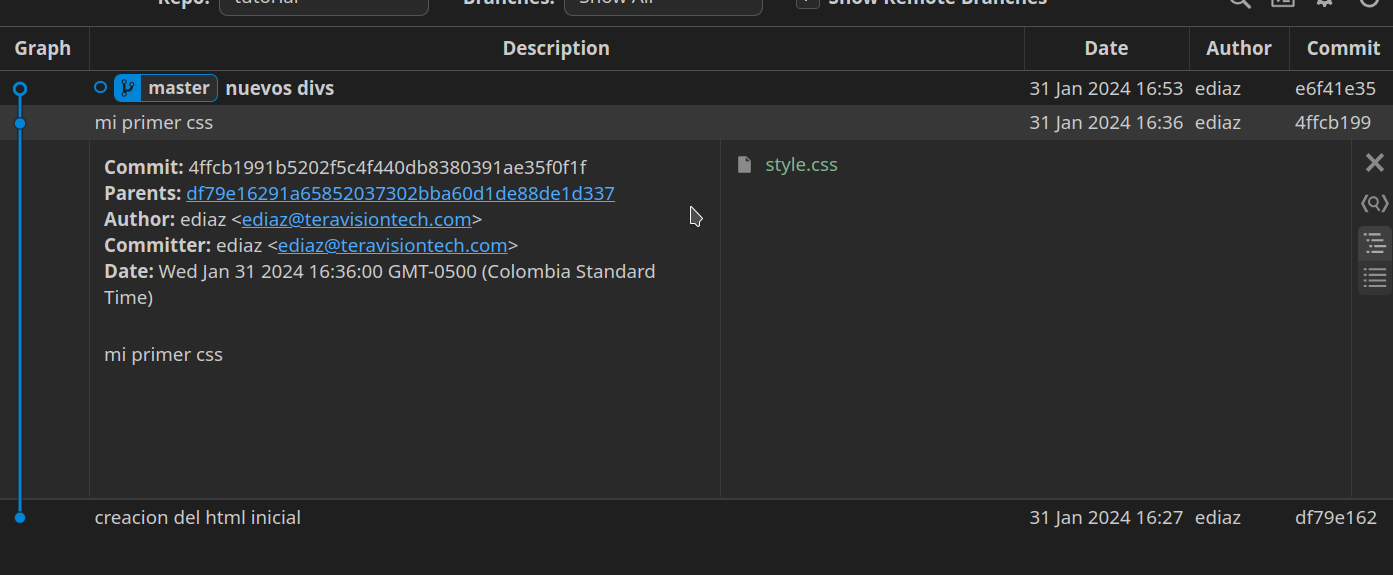 Repo: tutorial Branches: Show All Show Remote Branches
Graph Description Date Author Commit
master nuevos divs 31 Jan 2024 16:53 ediaz e6f41e35
mi primer css 31 Jan 2024 16:36 ediaz 4ffcb199
Commit: 4ffcb1991b5202f5c4f440db8380391ae35f0f1f
style.css
Parents: df79e16291a65852037302bba60d1de88de1d337
Author: ediaz <ediaz@teravisiontech.com>
Committer: ediaz <ediaz@teravisiontech.com>
Date: Wed Jan 31 2024 16:36:00 GMT-0500 (Colombia Standard
Time)
mi primer css
creacion del html inicial 31 Jan 2024 16:27 ediaz df79e162